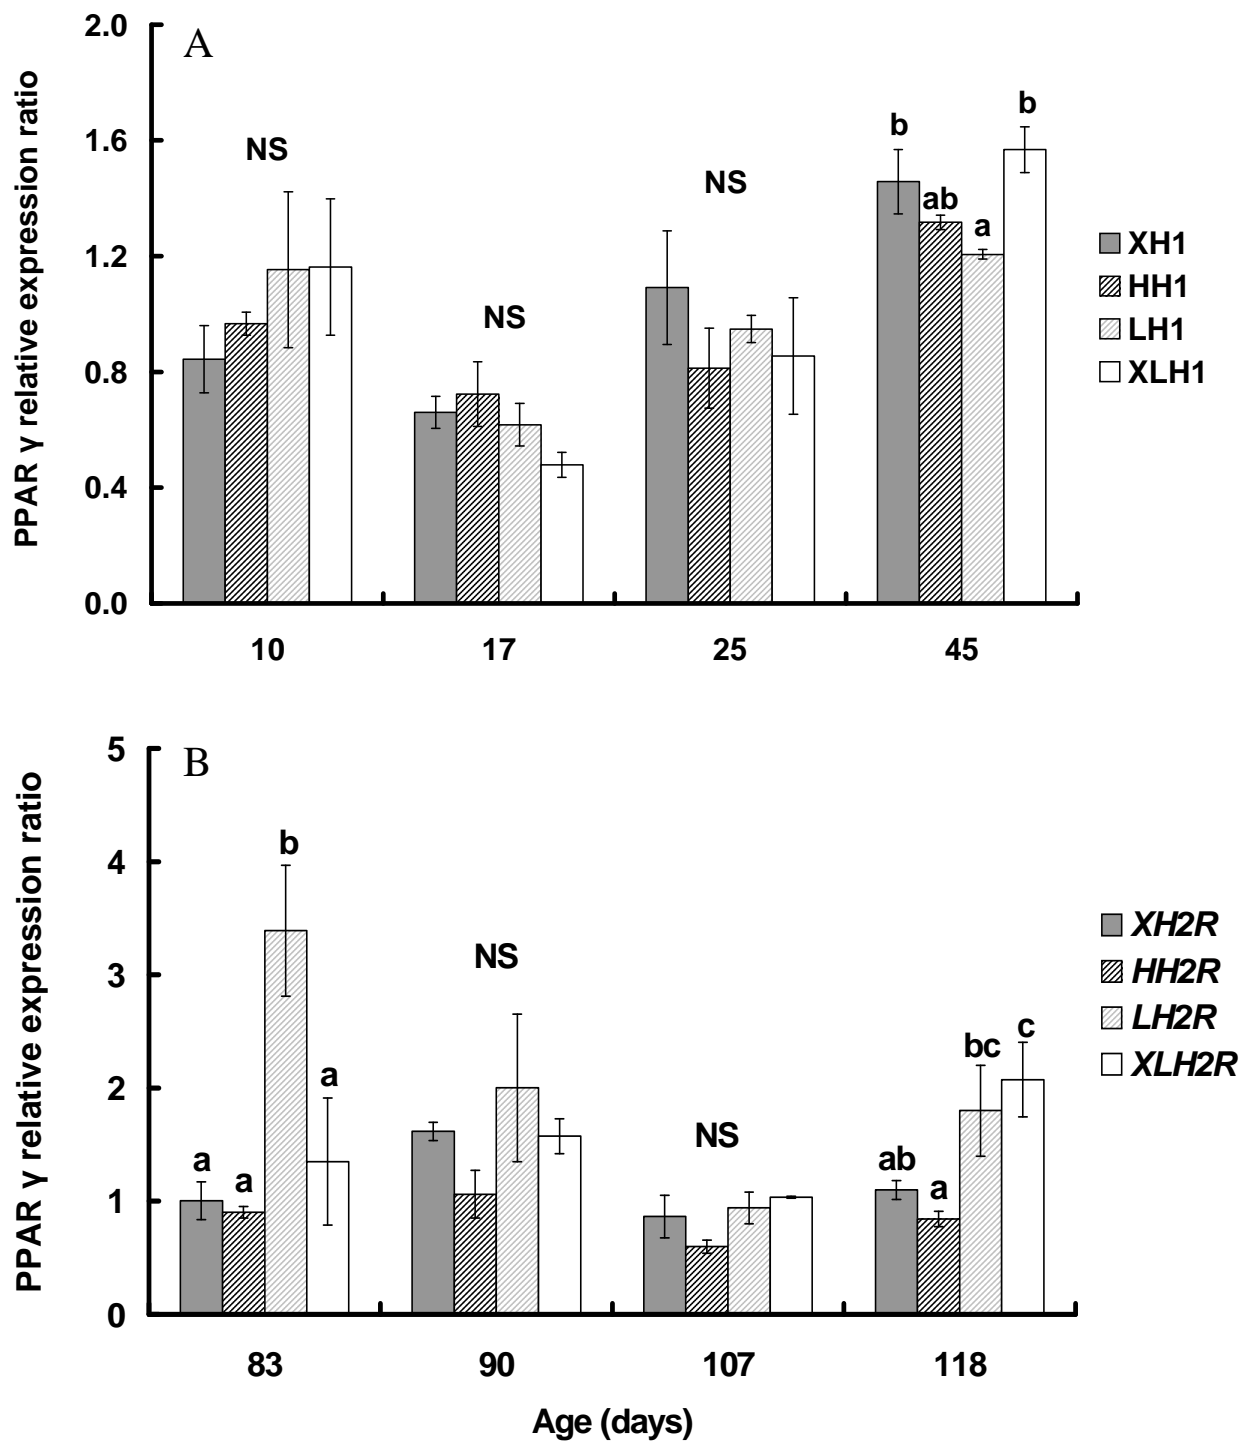 A
PPAR γ relative expression ratio
2.0
1.6
1.2
0.8
0.4
0.0
NS
NS
NS
b
ab
a
b
10
17
25
45
XH1
HH1
LH1
XLH1
B
PPAR γ relative expression ratio
5
4
3
2
1
0
a
a
b
a
NS
NS
ab
a
bc
c
83
90
107
118
Age (days)
XH2R
HH2R
LH2R
XLH2R